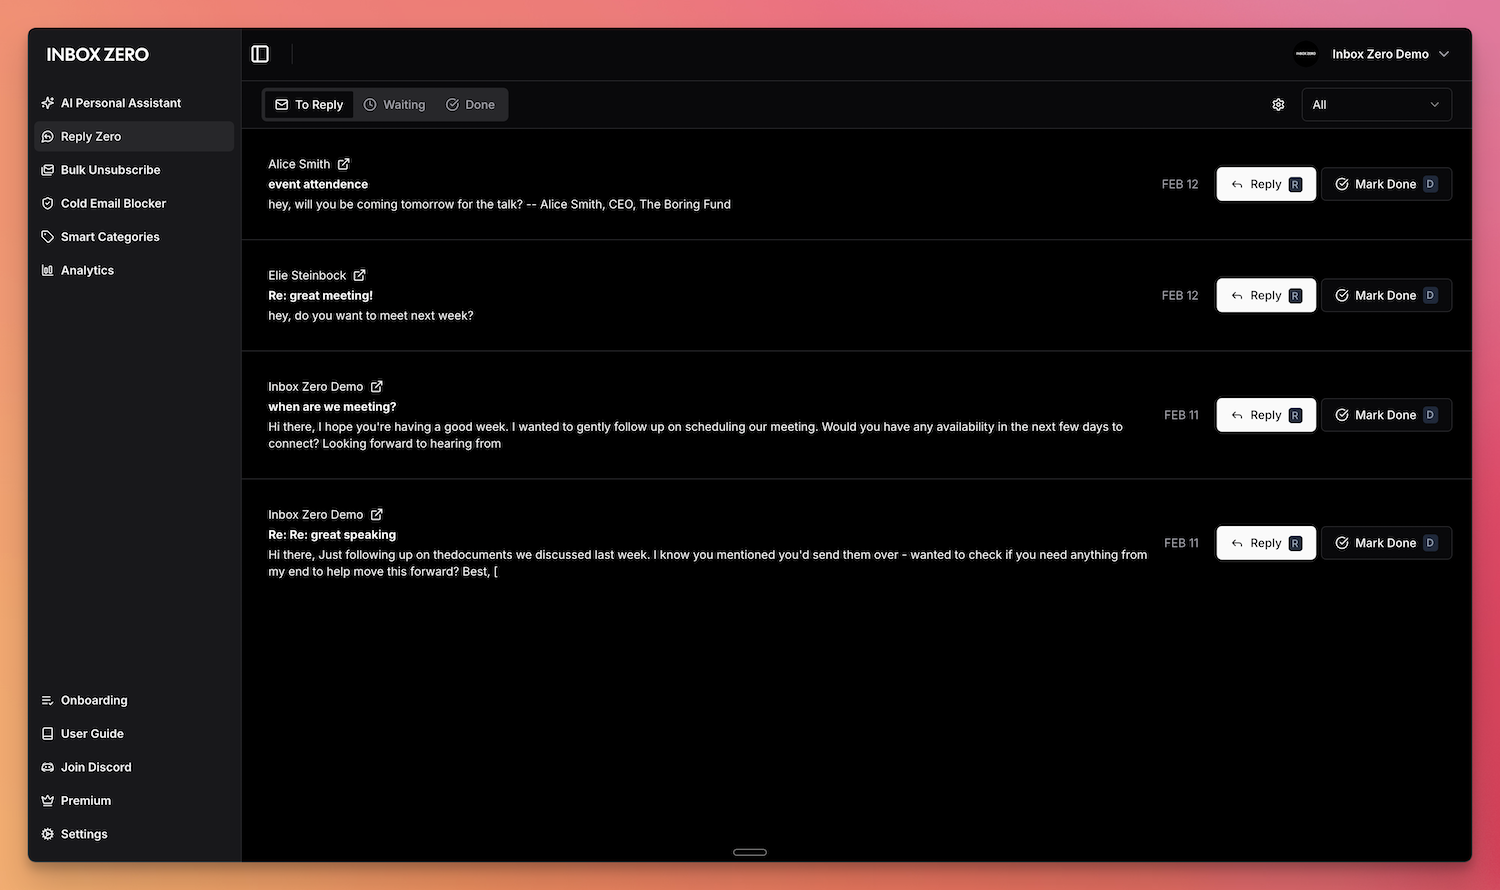 INBOX ZERO
AI Personal Assistant
Reply Zero
Bulk Unsubscribe
Cold Email Blocker
Smart Categories
Analytics
Onboarding
User Guide
Join Discord
Premium
Settings
INBOX ZERO
Inbox Zero Demo
To Reply
Waiting
Done
All
Alice Smith
event attendence
hey, will you be coming tomorrow for the talk? -- Alice Smith, CEO, The Boring Fund
FEB 12
Reply R
Mark Done D
Elie Steinbock
Re: great meeting!
hey, do you want to meet next week?
FEB 12
Reply R
Mark Done D
Inbox Zero Demo
when are we meeting?
Hi there, I hope you're having a good week. I wanted to gently follow up on scheduling our meeting. Would you have any availability in the next few days to
connect? Looking forward to hearing from
FEB 11
Reply R
Mark Done D
Inbox Zero Demo
Re: Re: great speaking
Hi there, Just following up on thedocuments we discussed last week. I know you mentioned you'd send them over - wanted to check if you need anything from
my end to help move this forward? Best, [
FEB 11
Reply R
Mark Done D